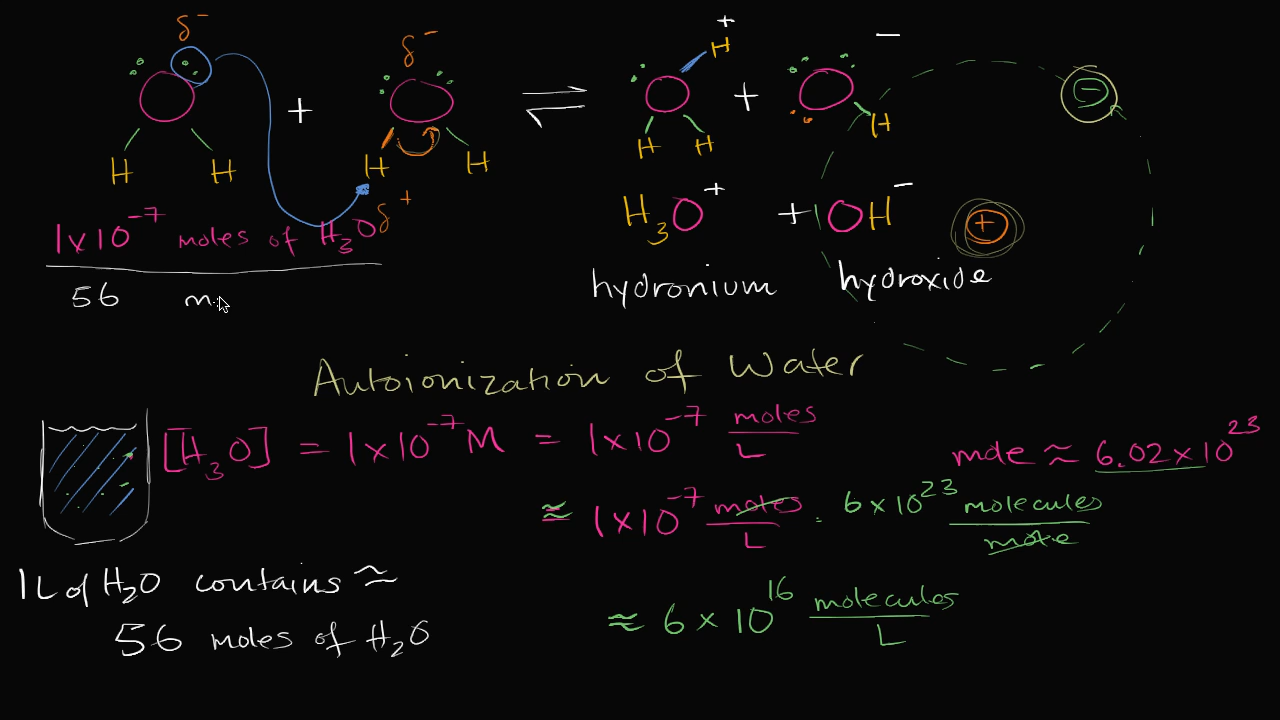 δ⁻ δ⁻ + −
H + H
+ ⇌ + −
H H H H H H
δ⁺
H₃O⁺ + OH⁻ +
1×10⁻⁷ moles of H₃O
56 m
hydronium hydroxide
Autoionization of Water
[H₃O] = 1×10⁻⁷ M = 1×10⁻⁷ moles/L
mole ≈ 6.02×10²³
≈ 1×10⁻⁷ moles/L · 6×10²³ molecules/mole
1L of H₂O contains ≈
56 moles of H₂O
≈ 6×10¹⁶ molecules/L